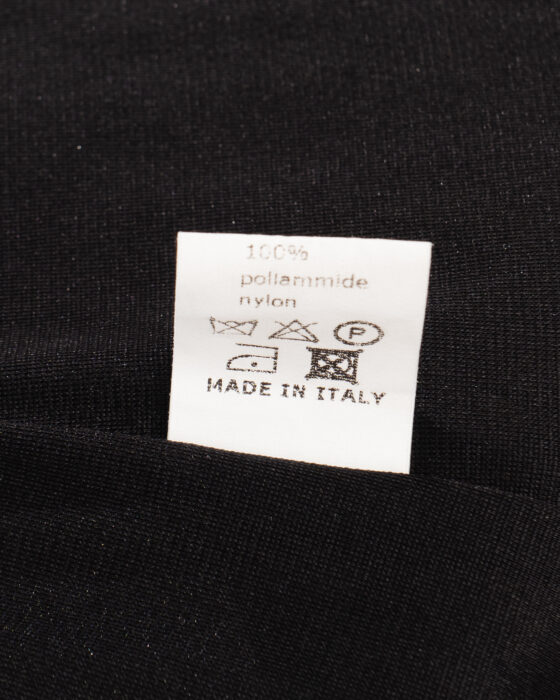 100%
poliammide
nylon
P
MADE IN ITALY